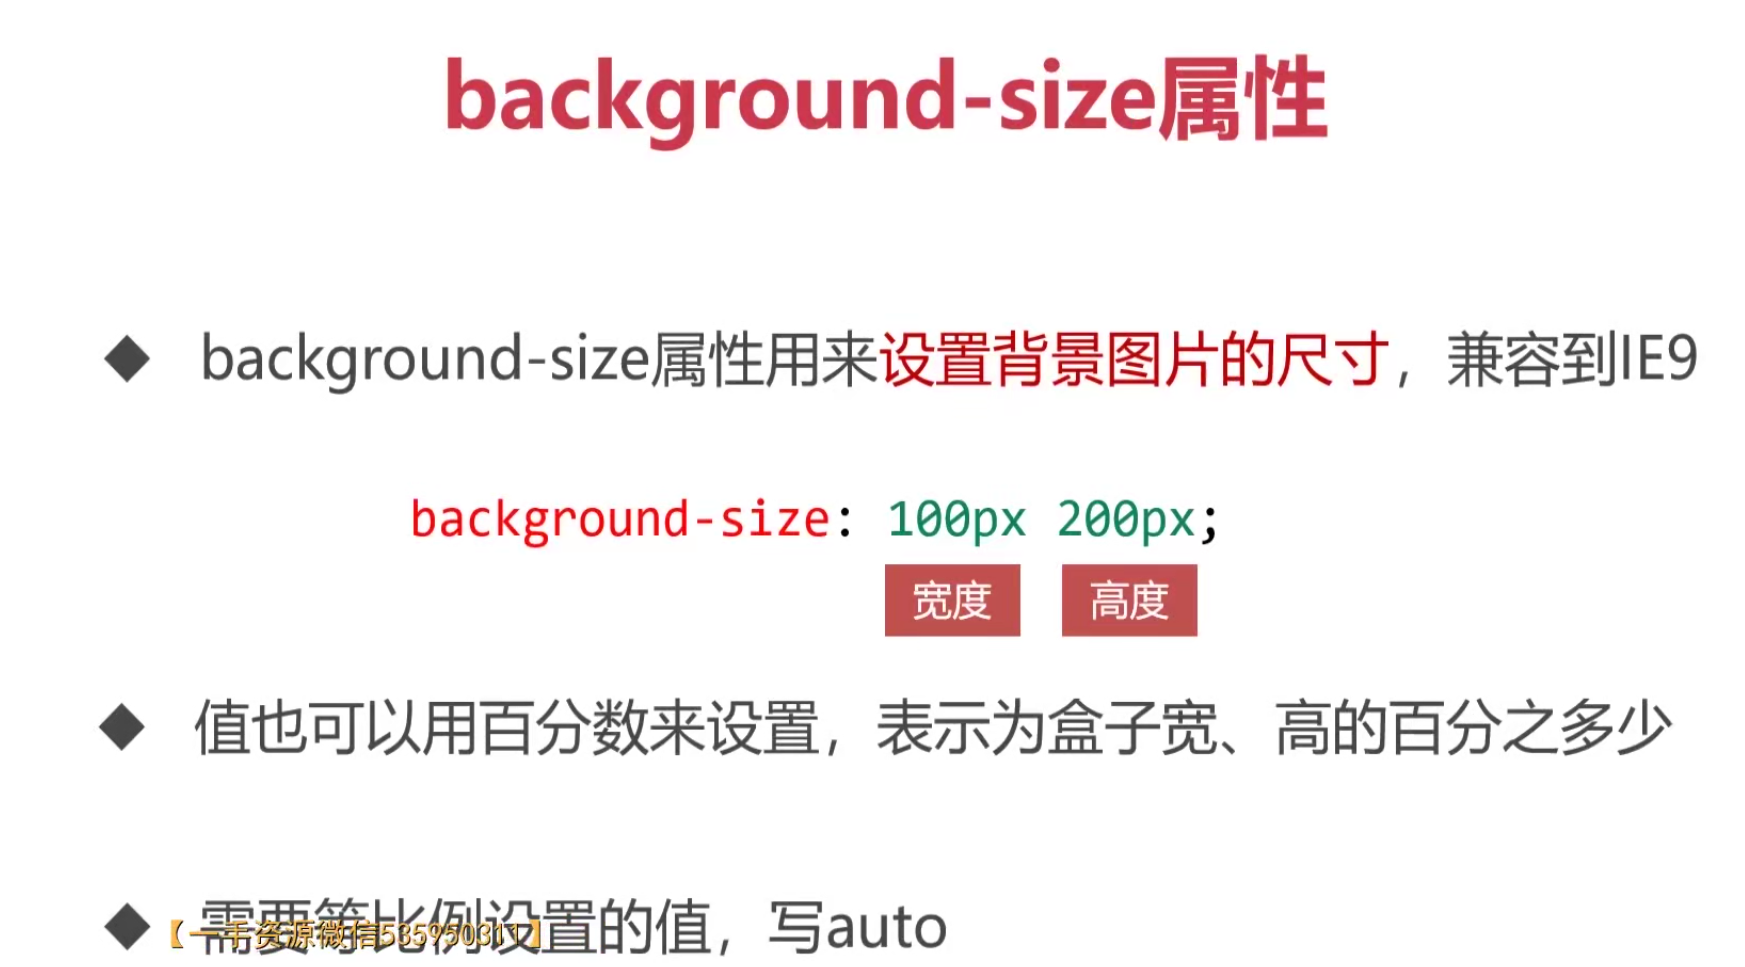 background-size属性
◆ background-size属性用来设置背景图片的尺寸，兼容到IE9
background-size: 100px 200px;
宽度 高度
◆ 值也可以用百分数来设置，表示为盒子宽、高的百分之多少
◆ 需要等比例设置的值，写auto
【一手资源微信535950311】